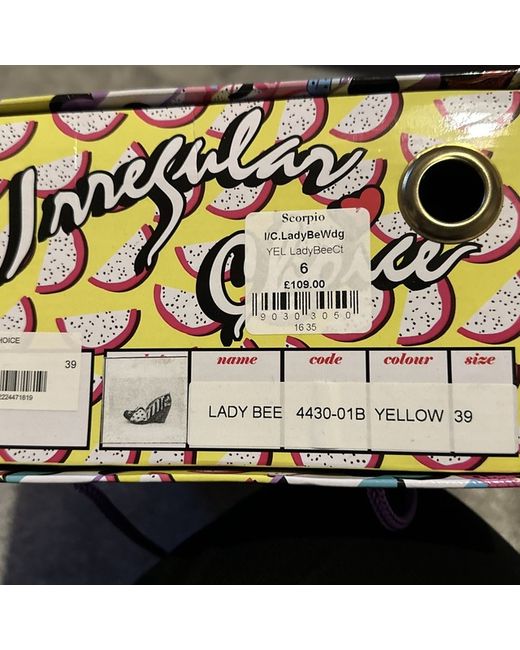 Irregular
Choice
Scorpio
I/C.LadyBeWdg
YEL LadyBeeCt
6
£109.00
9030 3050
16 35
HOICE
39
2224471619
name code colour size
LADY BEE 4430-01B YELLOW 39